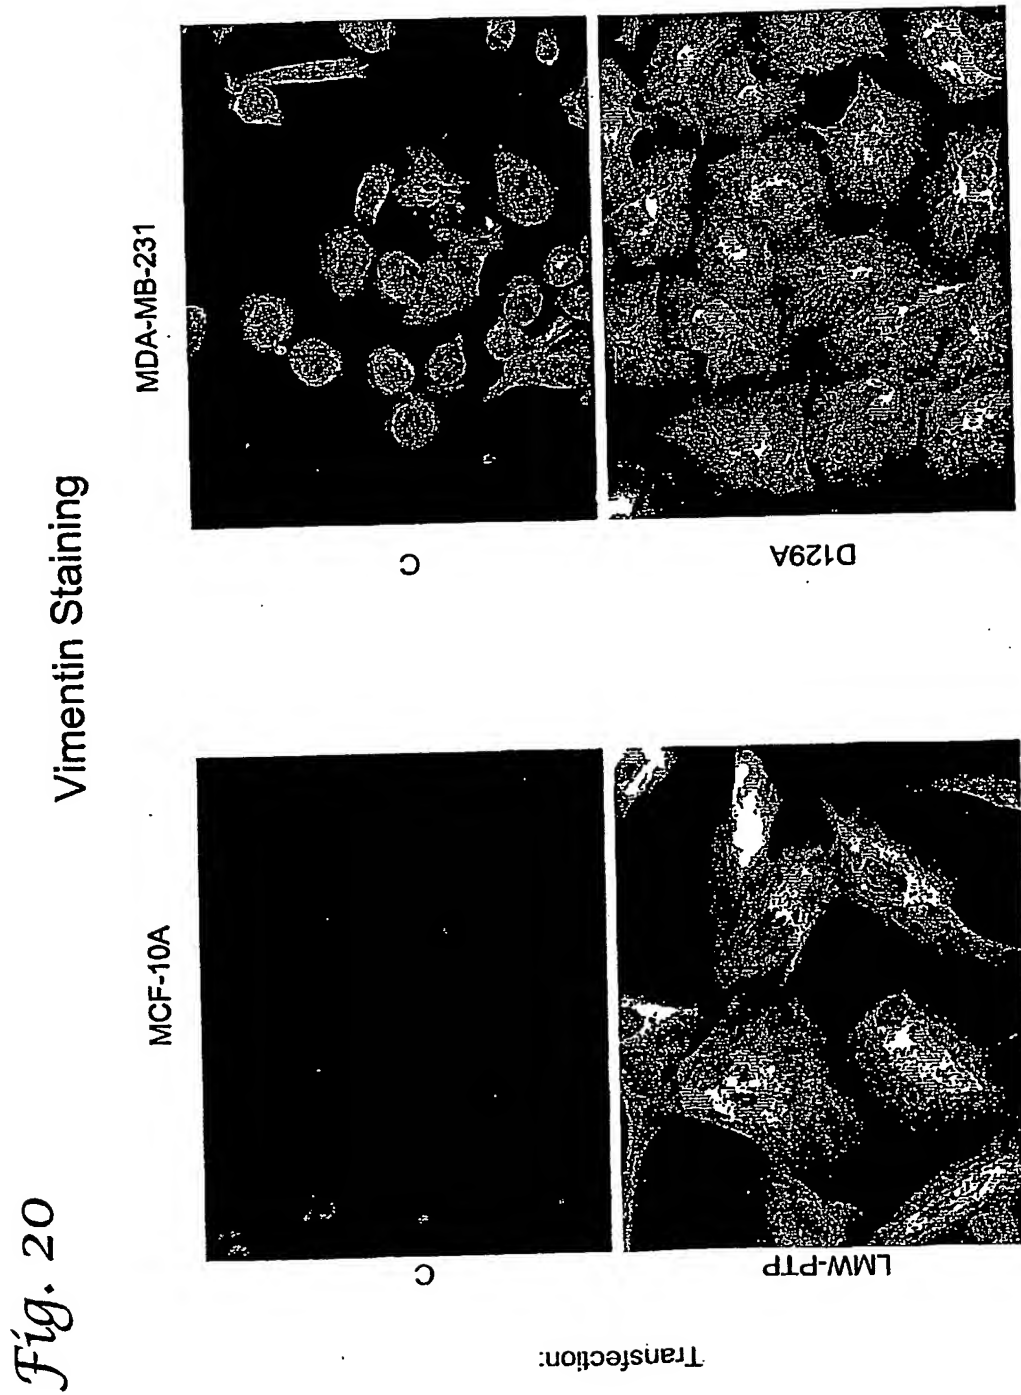 Fig. 20
Vimentin Staining
MCF-10A
MDA-MB-231
Transfection:
C
LMW-PTP
C
D129A